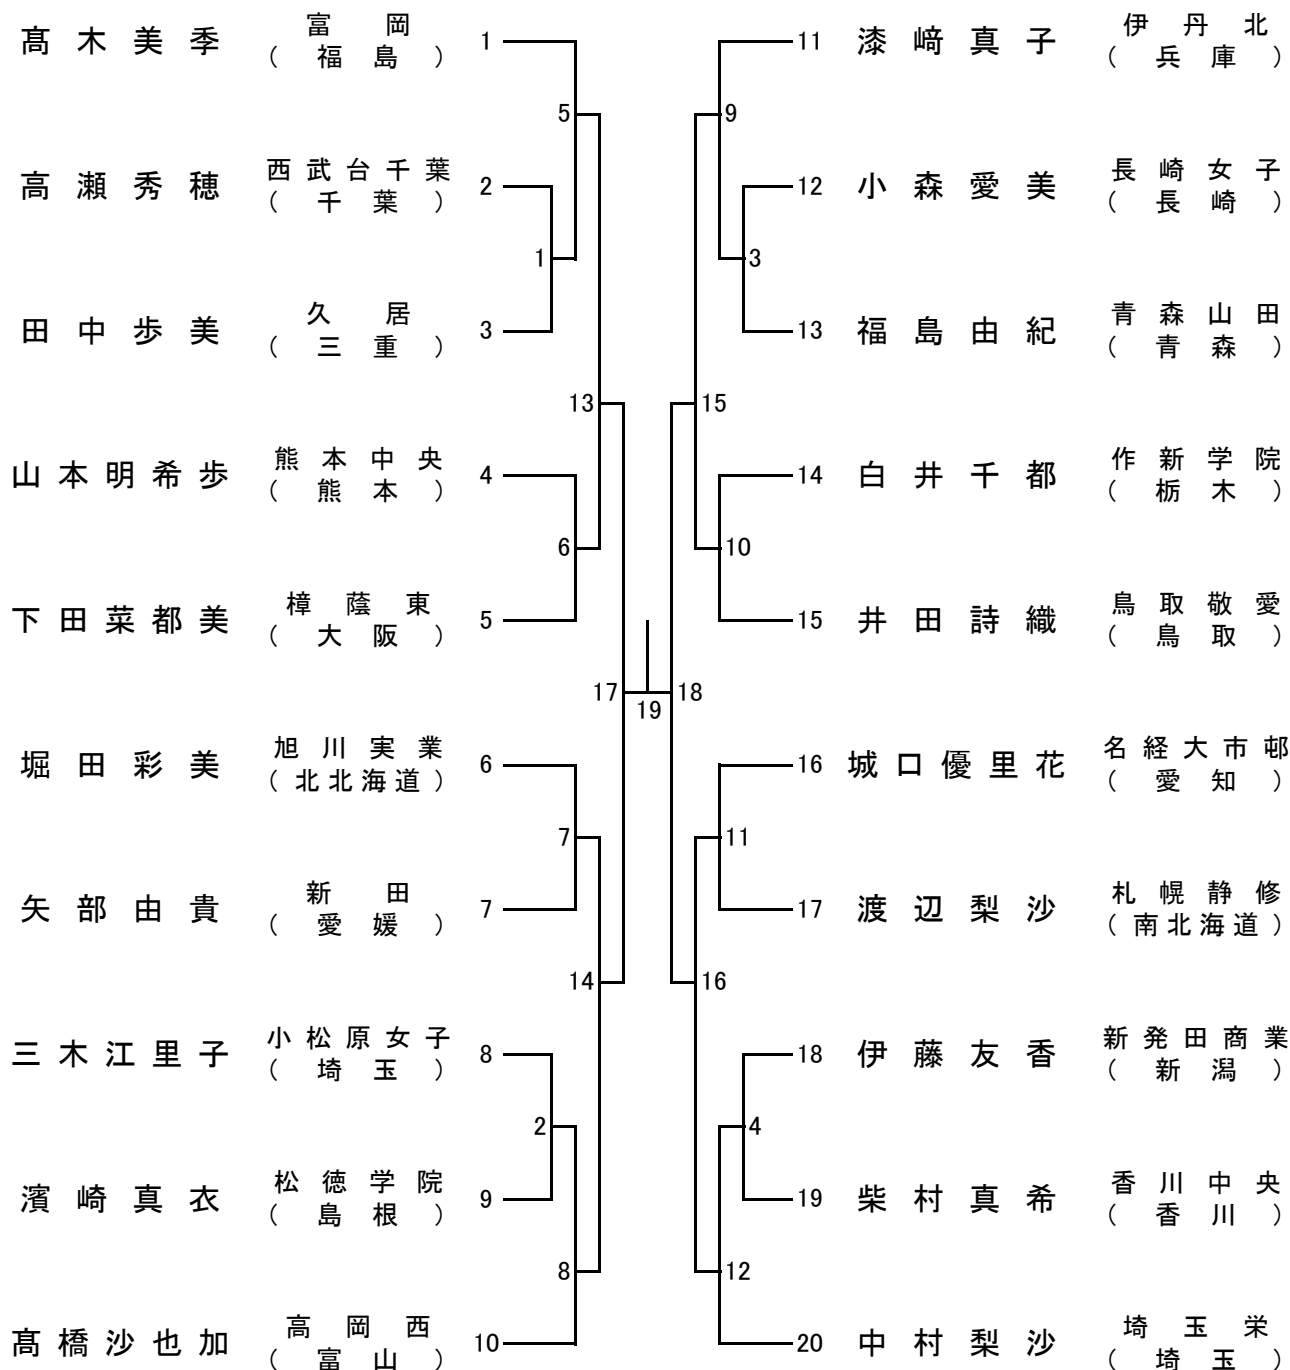 髙木美季 富岡 1 11 漆﨑真子 伊丹北
(福島) (兵庫)
5 9
高瀬秀穂 西武台千葉 2 12 小森愛美 長崎女子
(千葉) (長崎)
1 3
田中歩美 久居 3 13 福島由紀 青森山田
(三重) (青森)
13 15
山本明希歩 熊本中央 4 14 白井千都 作新学院
(熊本) (栃木)
6 10
下田菜都美 樟蔭東 5 15 井田詩織 鳥取敬愛
(大阪) (鳥取)
17 19 18
堀田彩美 旭川実業 6 16 城口優里花 名経大市邨
(北北海道) (愛知)
7 11
矢部由貴 新田 7 17 渡辺梨沙 札幌静修
(愛媛) (南北海道)
14 16
三木江里子 小松原女子 8 18 伊藤友香 新発田商業
(埼玉) (新潟)
2 4
濱崎真衣 松徳学院 9 19 柴村真希 香川中央
(島根) (香川)
8 12
髙橋沙也加 高岡西 10 20 中村梨沙 埼玉栄
(富山) (埼玉)